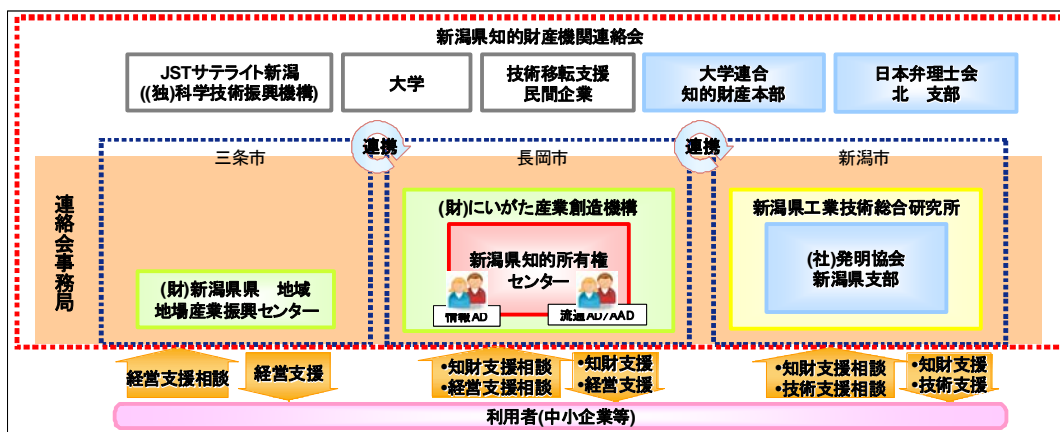 新潟県知的財産機関連絡会
JSTサテライト新潟
((独)科学技術振興機構)
大学
技術移転支援
民間企業
大学連合
知的財産本部
日本弁理士会
北　支部
連携
連携
三条市
長岡市
新潟市
連絡会事務局
(財)新潟県県　地域
地場産業振興センター
(財)にいがた産業創造機構
新潟県知的所有権
センター
情報AD
流通AD/AAD
新潟県工業技術総合研究所
(社)発明協会
新潟県支部
経営支援相談
経営支援
•知財支援相談
•経営支援相談
•知財支援
•経営支援
•知財支援相談
•技術支援相談
•知財支援
•技術支援
利用者(中小企業等)